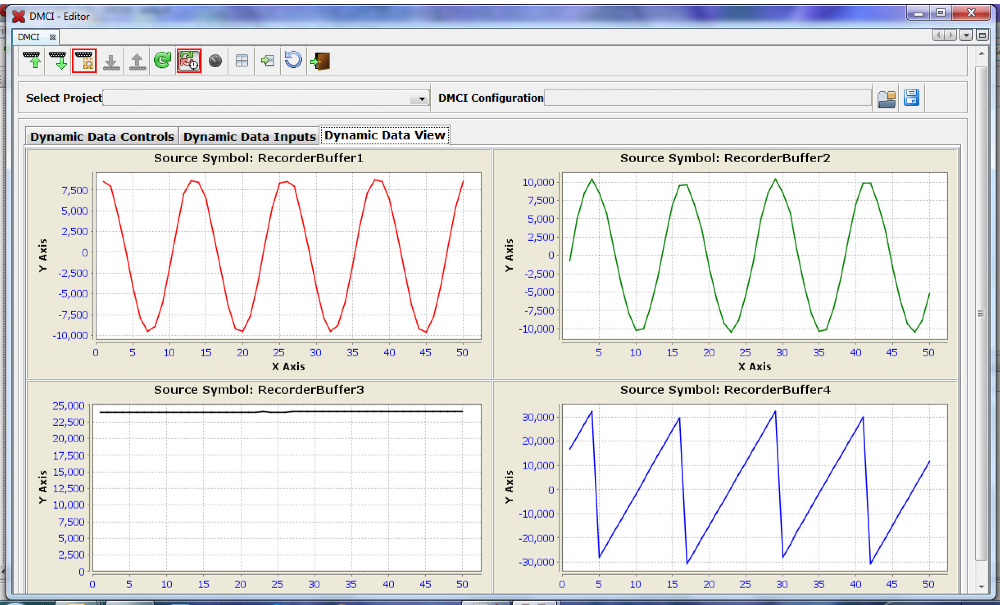 DMCI - Editor
DMCI
Select Project
DMCI Configuration
Dynamic Data Controls
Dynamic Data Inputs
Dynamic Data View
Source Symbol: RecorderBuffer1
7,500
5,000
2,500
0
-2,500
-5,000
-7,500
-10,000
Y Axis
0 5 10 15 20 25 30 35 40 45 50
X Axis
Source Symbol: RecorderBuffer2
10,000
7,500
5,000
2,500
0
-2,500
-5,000
-7,500
-10,000
Y Axis
5 10 15 20 25 30 35 40 45 50
X Axis
Source Symbol: RecorderBuffer3
25,000
22,500
20,000
17,500
15,000
12,500
10,000
7,500
5,000
2,500
0
Y Axis
0 5 10 15 20 25 30 35 40 45 50
Source Symbol: RecorderBuffer4
30,000
20,000
10,000
0
-10,000
-20,000
-30,000
Y Axis
0 5 10 15 20 25 30 35 40 45 50